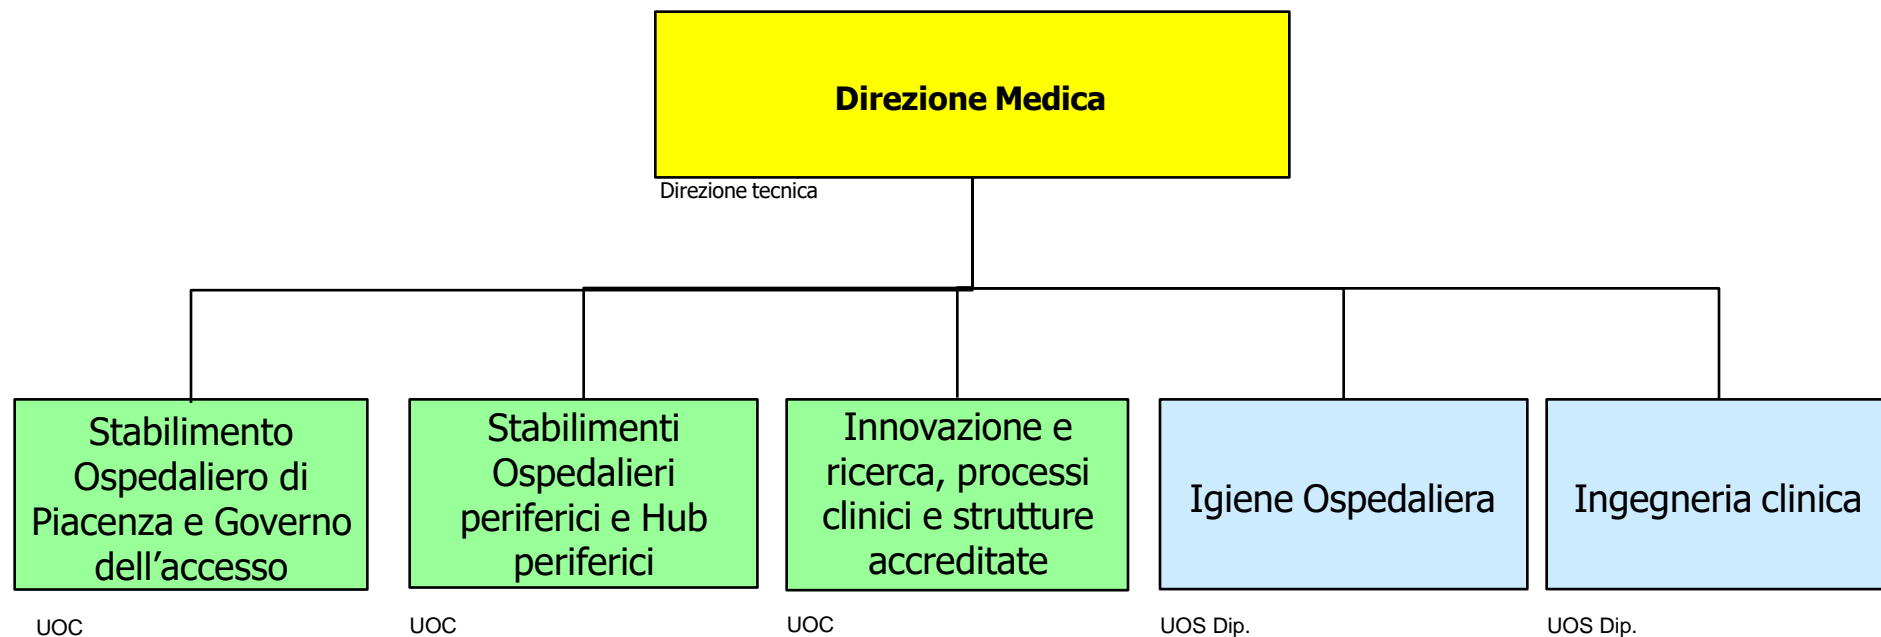 Direzione Medica
Direzione tecnica
Stabilimento
Ospedaliero di
Piacenza e Governo
dell’accesso
Stabilimenti
Ospedalieri
periferici e Hub
periferici
Innovazione e
ricerca, processi
clinici e strutture
accreditate
Igiene Ospedaliera
Ingegneria clinica
UOC
UOC
UOC
UOS Dip.
UOS Dip.